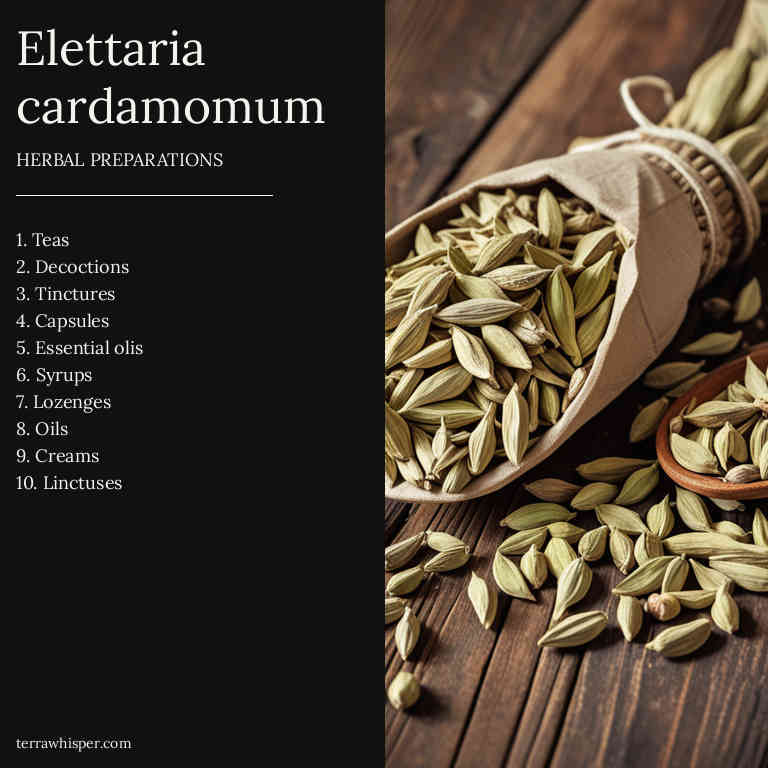 Elettaria
cardamomum
HERBAL PREPARATIONS
1. Teas
2. Decoctions
3. Tinctures
4. Capsules
5. Essential olis
6. Syrups
7. Lozenges
8. Oils
9. Creams
10. Linctuses
terrawhisper.com